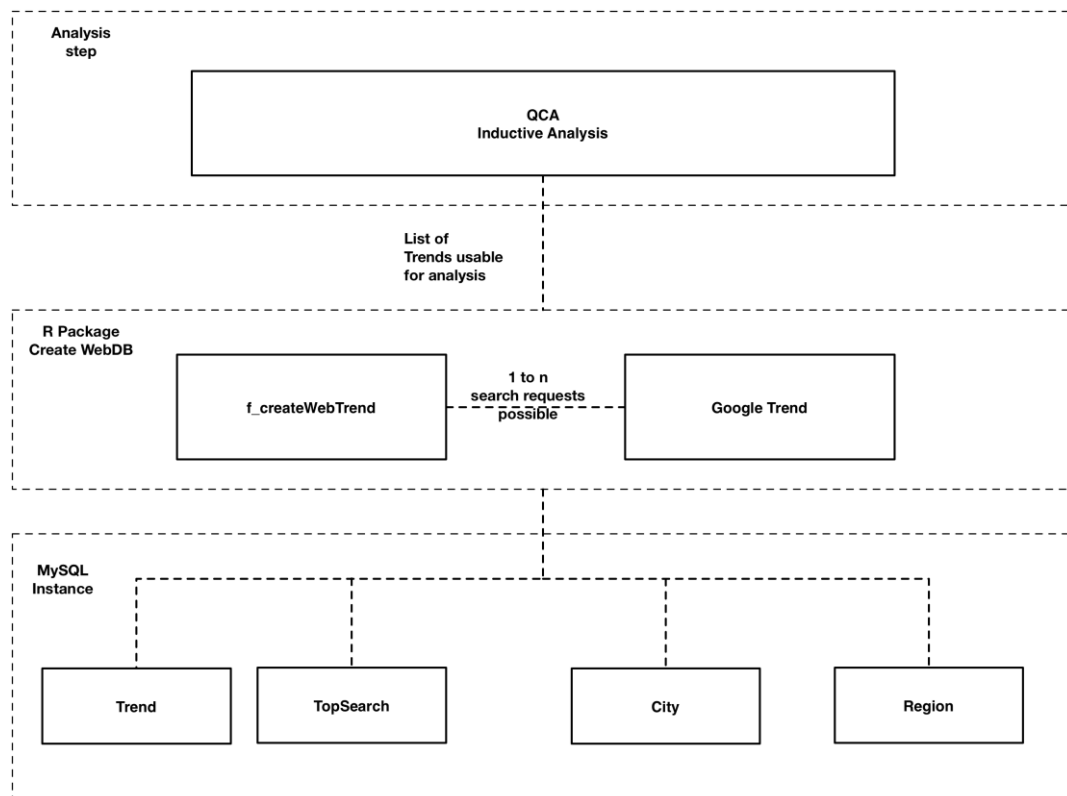 Analysis
step
QCA
Inductive Analysis
List of
Trends usable
for analysis
R Package
Create WebDB
f_createWebTrend
1 to n
search requests
possible
Google Trend
MySQL
Instance
Trend
TopSearch
City
Region